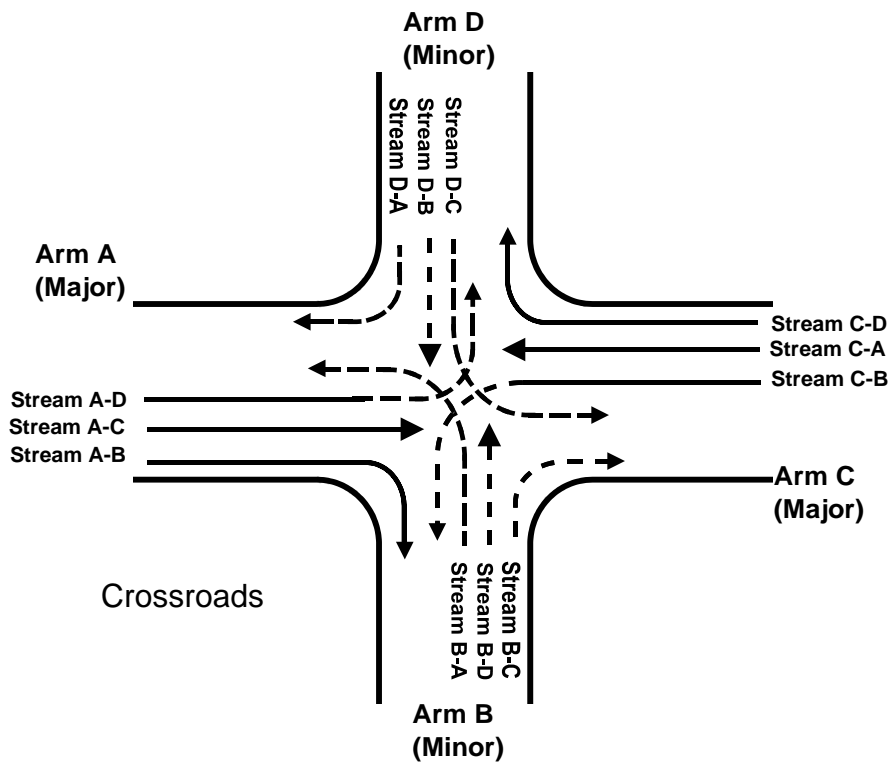 Arm D
(Minor)
Stream D-A
Stream D-B
Stream D-C
Arm A
(Major)
Stream C-D
Stream C-A
Stream C-B
Stream A-D
Stream A-C
Stream A-B
Arm C
(Major)
Crossroads
Stream B-A
Stream B-D
Stream B-C
Arm B
(Minor)